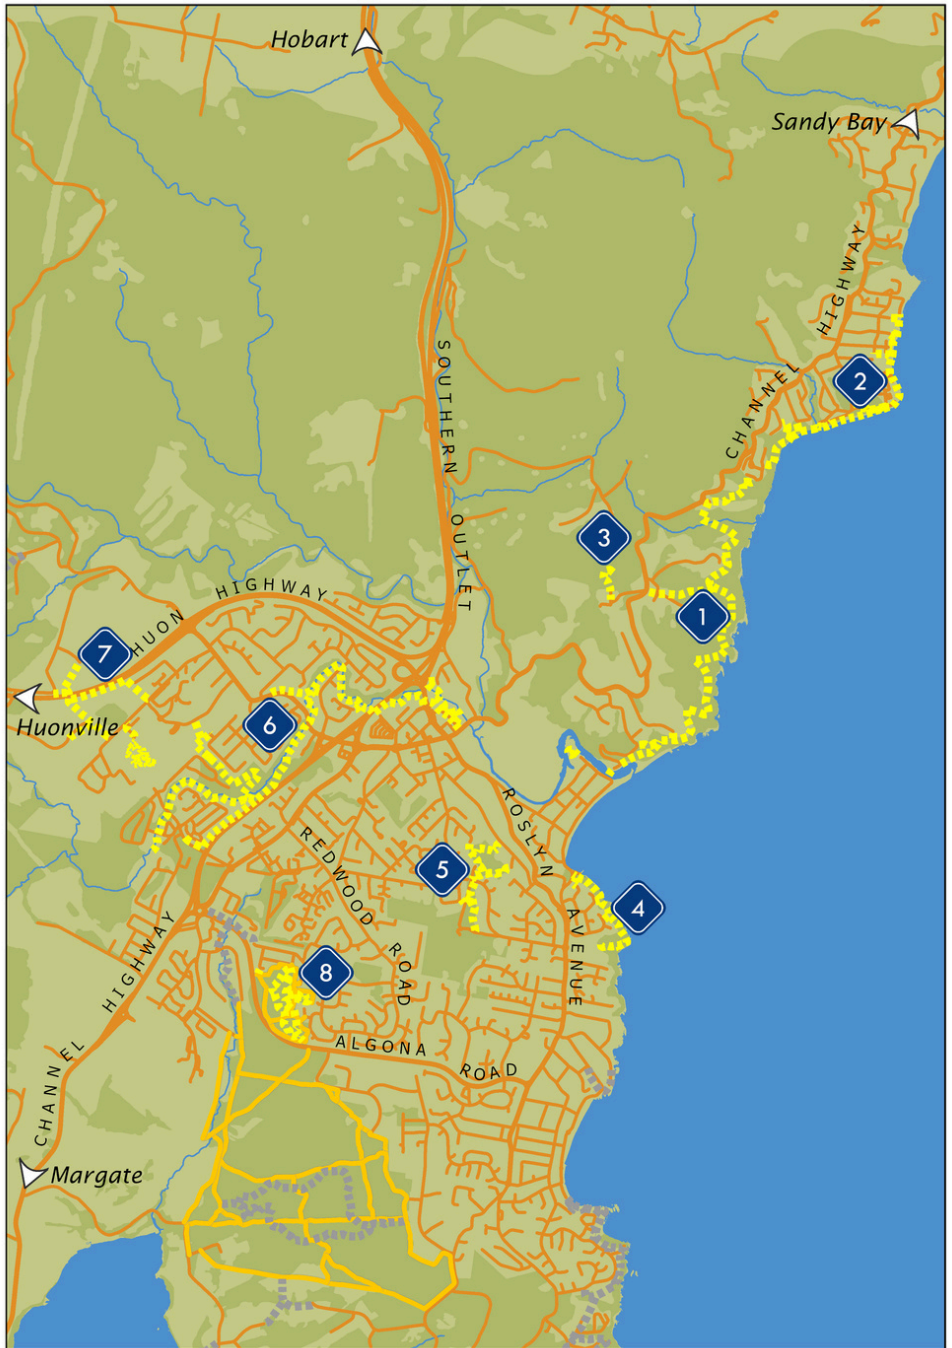 Hobart
Sandy Bay
CHANNEL HIGHWAY
2
SOUTHERN OUTLET
3
HUON HIGHWAY
1
7
Huonville
6
ROSLYN AVENUE
REDWOOD ROAD
5
4
CHANNEL HIGHWAY
8
ALGONA ROAD
Margate